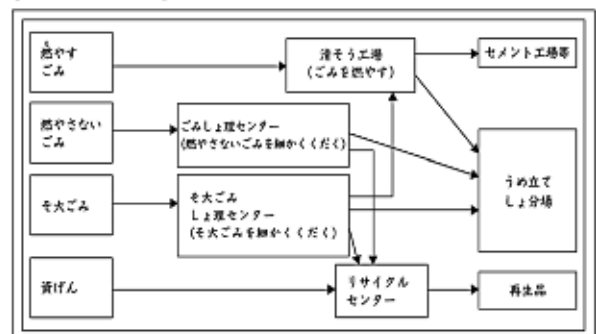 燃やす
ごみ
清そう工場
(ごみを燃やす)
セメント工場等
燃やさない
ごみ
ごみしょ理センター
(燃やさないごみを細かくくだく)
うめ立て
しょ分場
そ大ごみ
そ大ごみ
しょ理センター
(そ大ごみを細かくくだく)
資げん
リサイクル
センター
再生品